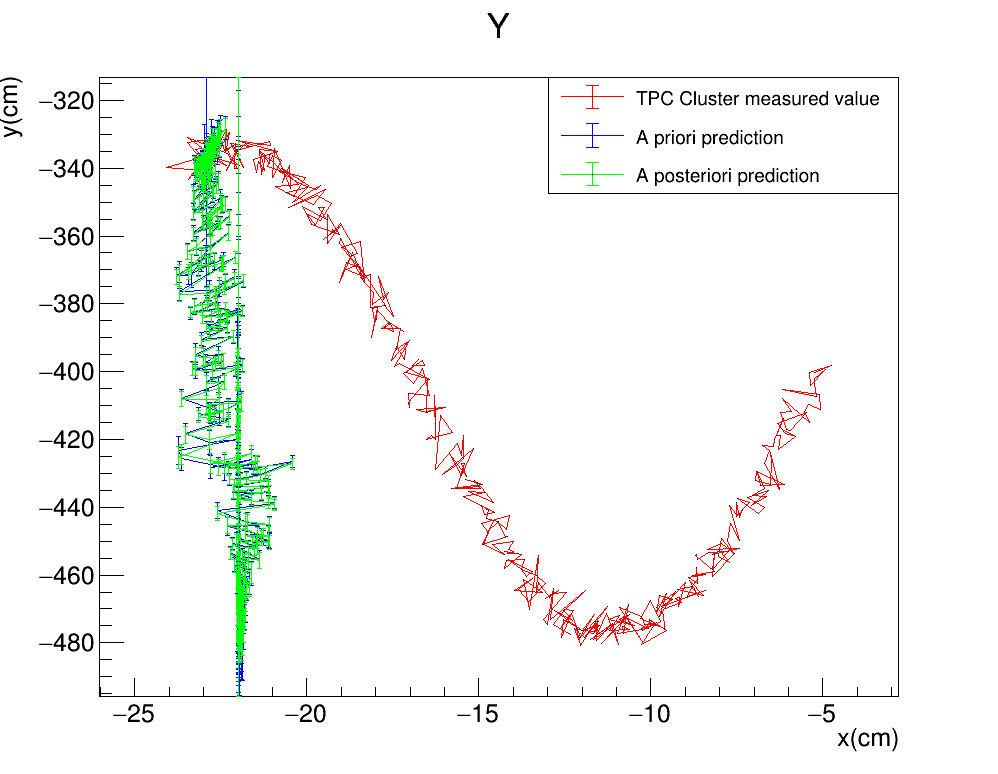 Y
y(cm)
TPC Cluster measured value
A priori prediction
A posteriori prediction
−320
−340
−360
−380
−400
−420
−440
−460
−480
−25 −20 −15 −10 −5
x(cm)